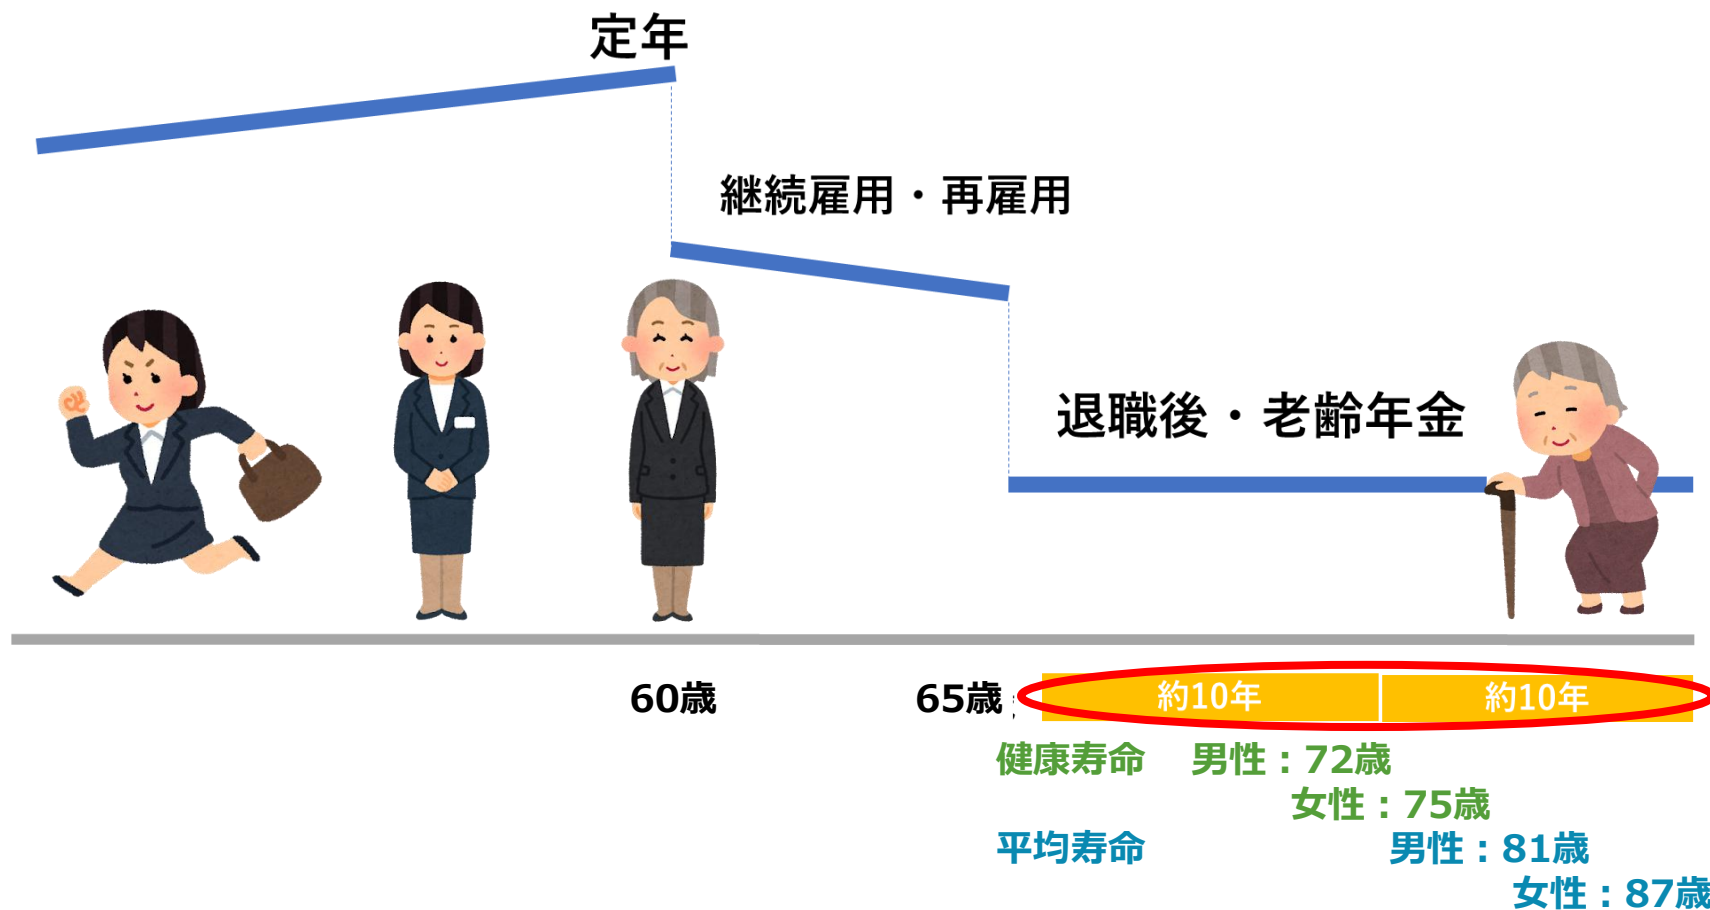 定年
継続雇用・再雇用
退職後・老齢年金
60歳
65歳
約10年
約10年
健康寿命 男性：72歳
女性：75歳
平均寿命 男性：81歳
女性：87歳